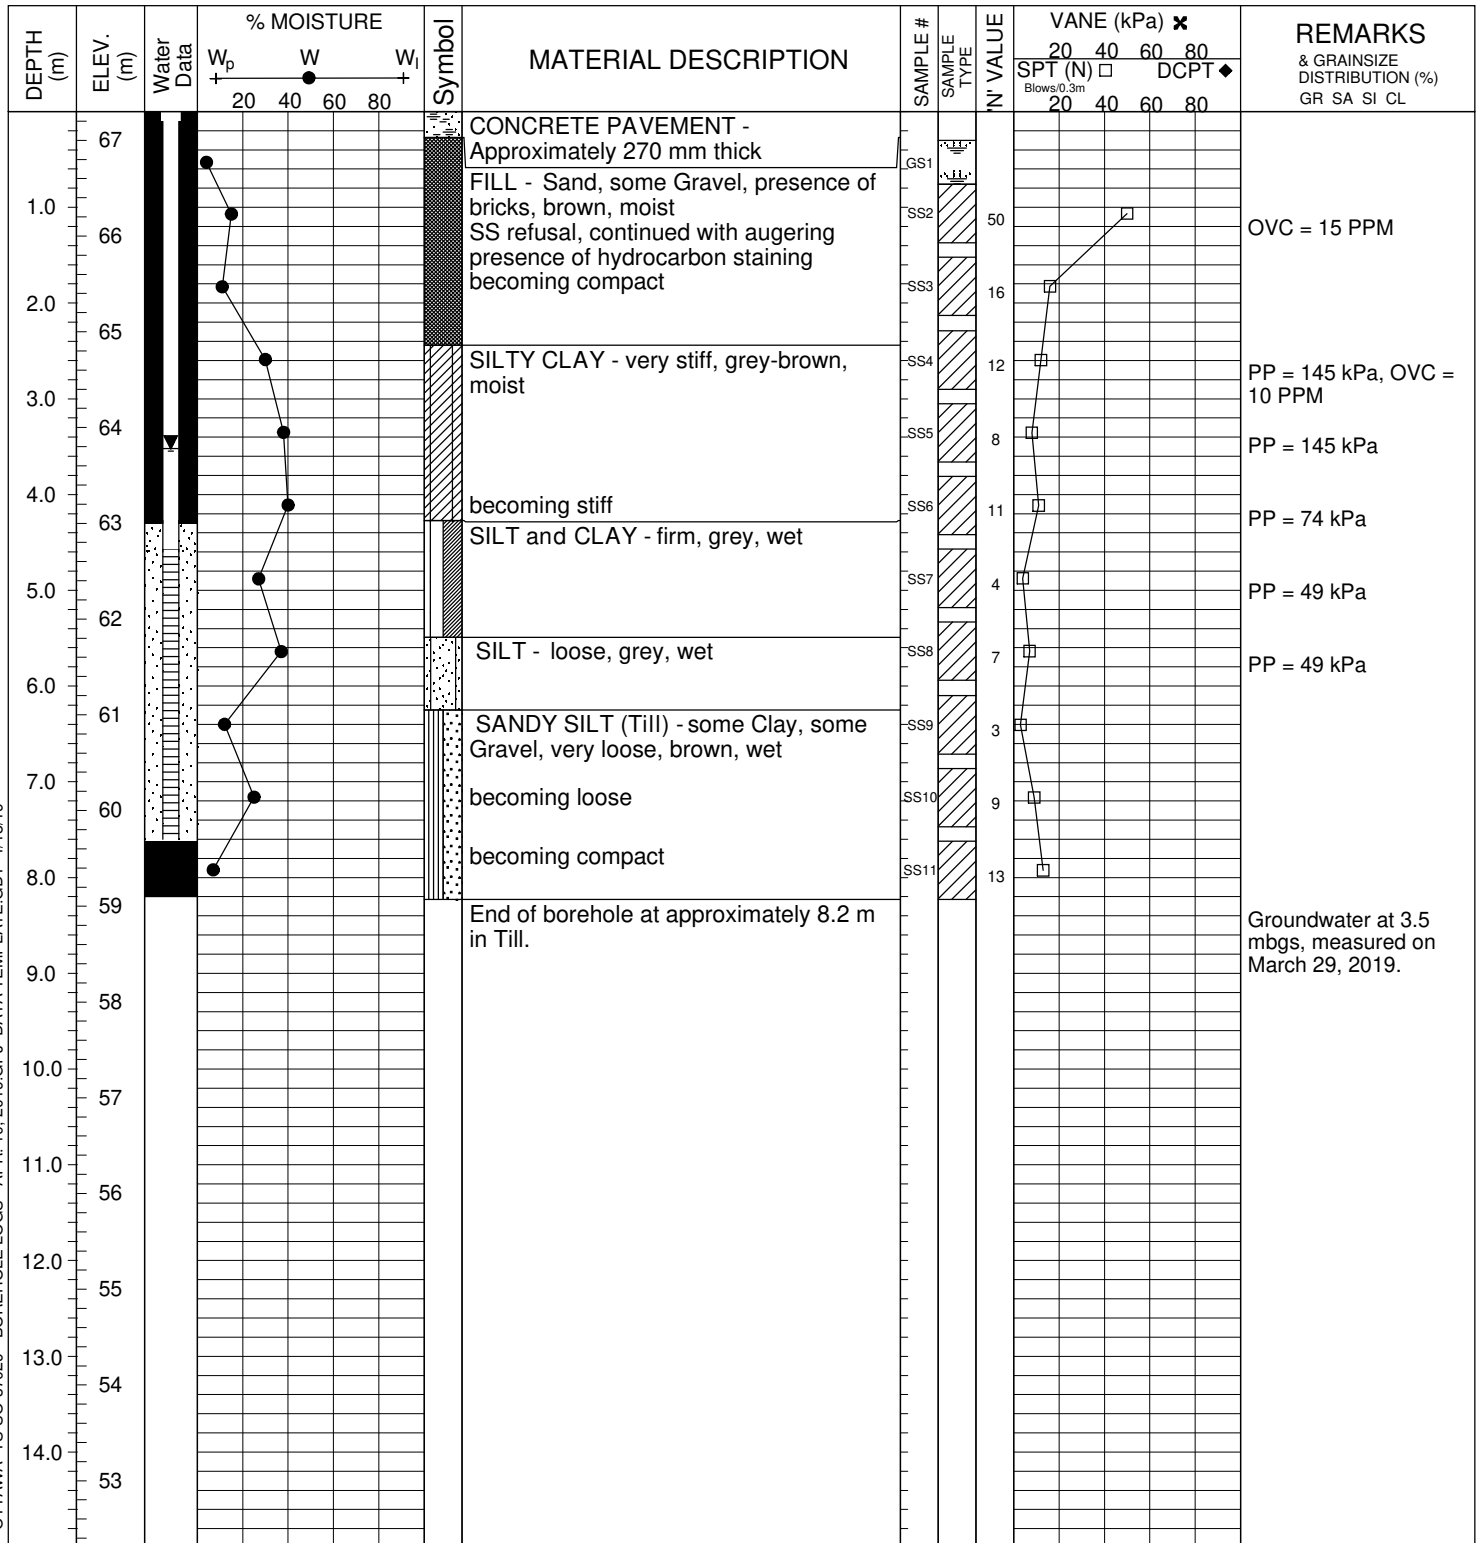 DEPTH (m)
ELEV. (m)
Water Data
% MOISTURE
Wp W Wl
20 40 60 80
Symbol
MATERIAL DESCRIPTION
SAMPLE #
SAMPLE TYPE
'N' VALUE
VANE (kPa) ✖
20 40 60 80
SPT (N) □ DCPT ◆
Blows/0.3m
20 40 60 80
REMARKS
& GRAINSIZE
DISTRIBUTION (%)
GR SA SI CL
CONCRETE PAVEMENT -
67
Approximately 270 mm thick
GS1
FILL - Sand, some Gravel, presence of
1.0
bricks, brown, moist
SS2
50
OVC = 15 PPM
66
SS refusal, continued with augering
presence of hydrocarbon staining
becoming compact
SS3
16
2.0
65
SILTY CLAY - very stiff, grey-brown,
SS4
12
moist
PP = 145 kPa, OVC =
10 PPM
3.0
64
SS5
8
PP = 145 kPa
4.0
becoming stiff
SS6
11
63
PP = 74 kPa
SILT and CLAY - firm, grey, wet
SS7
4
5.0
PP = 49 kPa
62
SILT - loose, grey, wet
SS8
7
PP = 49 kPa
6.0
61
SANDY SILT (Till) - some Clay, some
SS9
3
Gravel, very loose, brown, wet
7.0
becoming loose
SS10
9
60
becoming compact
SS11
13
8.0
59
End of borehole at approximately 8.2 m
in Till.
Groundwater at 3.5
mbgs, measured on
March 29, 2019.
9.0
58
10.0
57
11.0
56
12.0
55
13.0
54
14.0
53